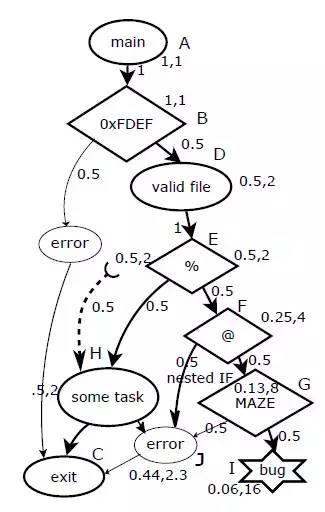 main
A
1
1,1
1,1
0xFDEF
B
0.5
D
0.5
valid file
0.5,2
1
E
error
0.5,2
%
0.5,2
0.5
F
0.5
0.5
0.25,4
@
H
0.5
0.5
nested IF
0.13,8
G
MAZE
.5,2
some task
0.5
0.5
error
J
C
exit
0.44,2.3
I
bug
0.06,16